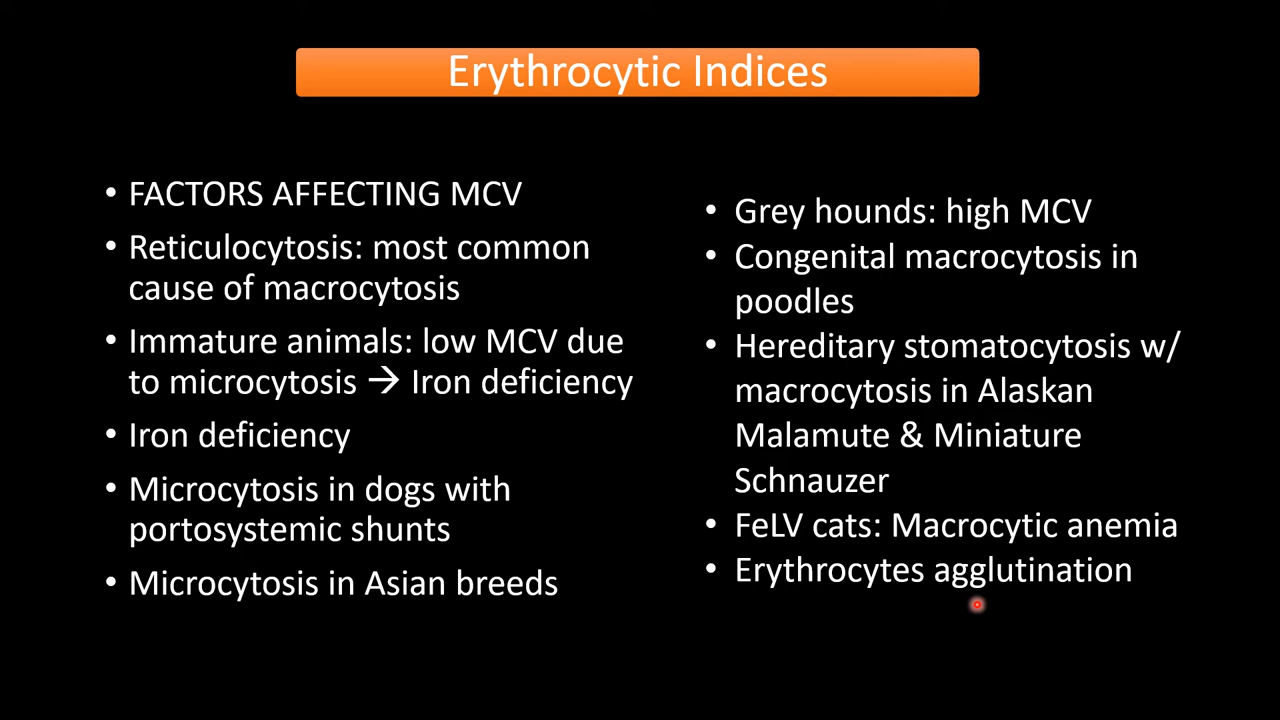 Erythrocytic Indices
• FACTORS AFFECTING MCV
• Reticulocytosis: most common
cause of macrocytosis
• Immature animals: low MCV due
to microcytosis → Iron deficiency
• Iron deficiency
• Microcytosis in dogs with
portosystemic shunts
• Microcytosis in Asian breeds
• Grey hounds: high MCV
• Congenital macrocytosis in
poodles
• Hereditary stomatocytosis w/
macrocytosis in Alaskan
Malamute & Miniature
Schnauzer
• FeLV cats: Macrocytic anemia
• Erythrocytes agglutination